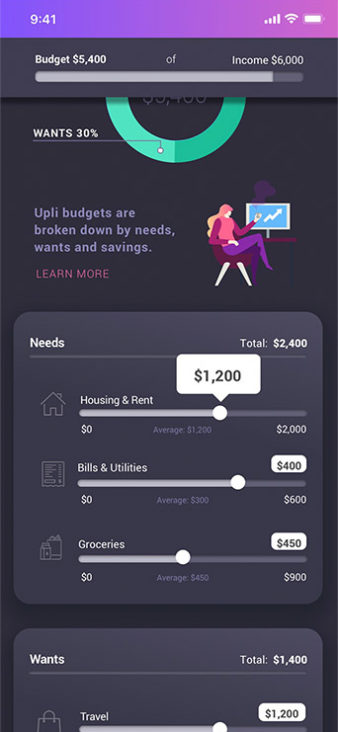 9:41
Budget $5,400 of Income $6,000
$5,400
WANTS 30%
Upli budgets are
broken down by needs,
wants and savings.
LEARN MORE
Needs Total: $2,400
$1,200
Housing & Rent
$0 Average: $1,200 $2,000
Bills & Utilities $400
$0 Average: $300 $600
Groceries $450
$0 Average: $450 $900
Wants Total: $1,400
Travel $1,200